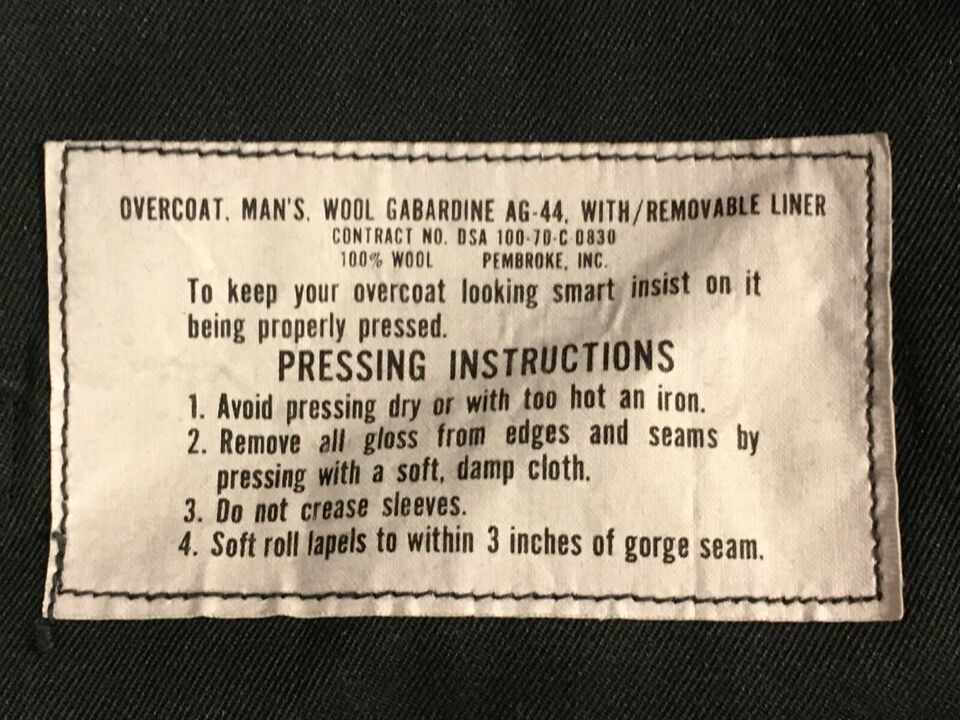 OVERCOAT, MAN'S, WOOL GABARDINE AG-44, WITH/REMOVABLE LINER
CONTRACT NO. DSA 100-70-C 0830
100% WOOL PEMBROKE, INC.
To keep your overcoat looking smart insist on it
being properly pressed.
PRESSING INSTRUCTIONS
1. Avoid pressing dry or with too hot an iron.
2. Remove all gloss from edges and seams by
pressing with a soft, damp cloth.
3. Do not crease sleeves.
4. Soft roll lapels to within 3 inches of gorge seam.